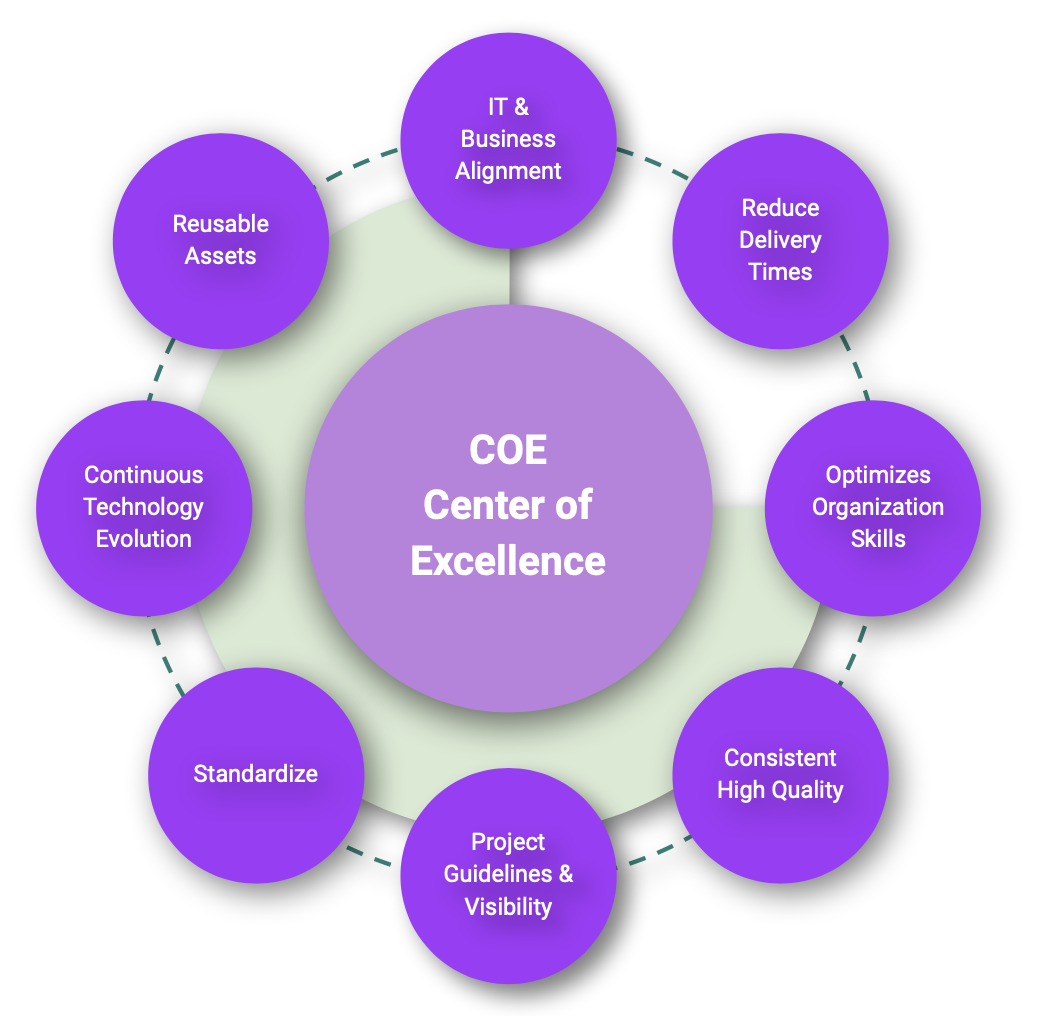 IT &
Business
Alignment
Reduce
Delivery
Times
Optimizes
Organization
Skills
Consistent
High Quality
Project
Guidelines &
Visibility
Standardize
Continuous
Technology
Evolution
Reusable
Assets
COE
Center of
Excellence